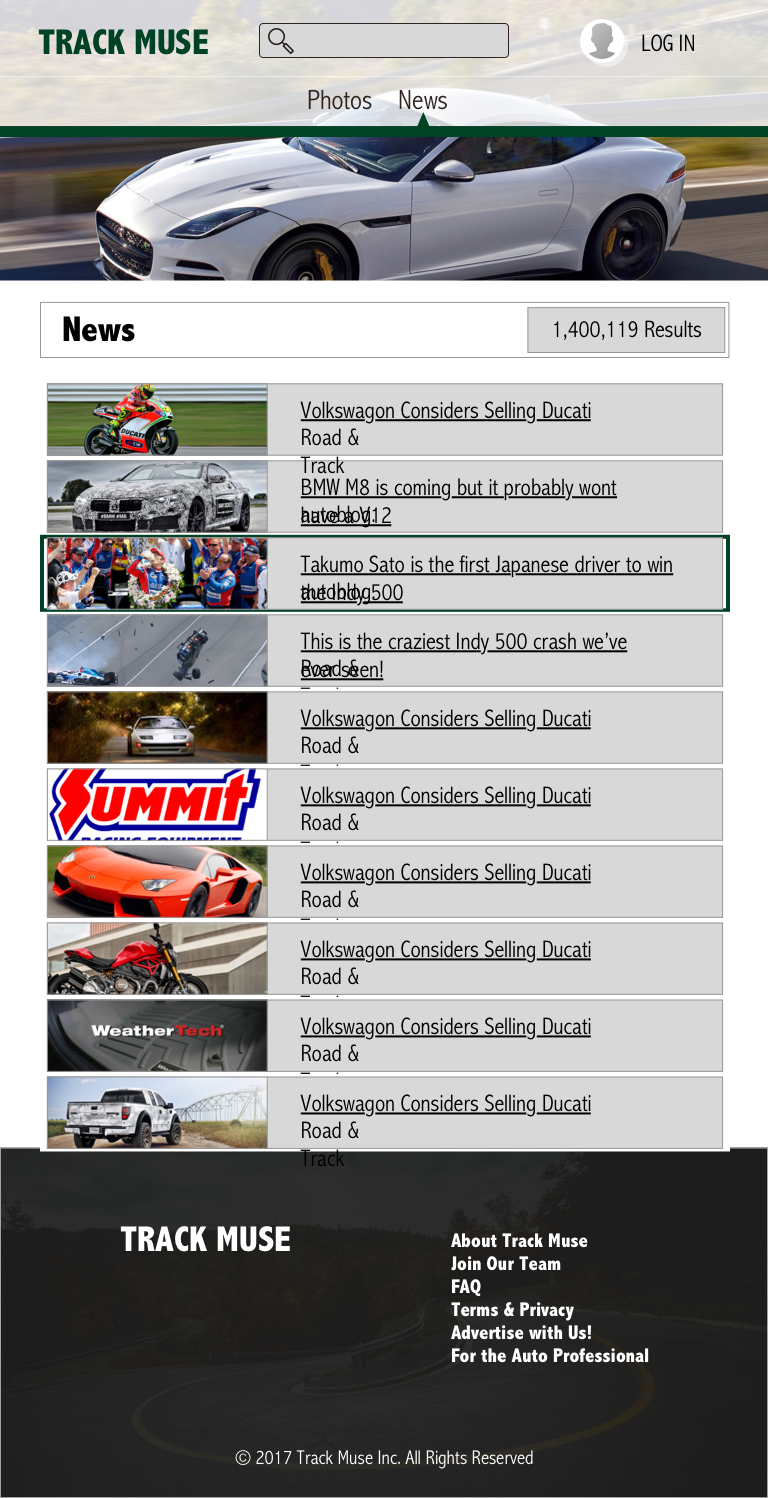 TRACK MUSE
LOG IN
Photos News
News
1,400,119 Results
DUCATI
Volkswagon Considers Selling Ducati
Road &
Track
#BMW #M8
BMW M8 is coming but it probably wont
have a V12
autoblog.
Takumo Sato is the first Japanese driver to win
the Indy 500
autoblog.
This is the craziest Indy 500 crash we've
ever seen!
Road &
Volkswagon Considers Selling Ducati
Road &
SUMMIT
RACING EQUIPMENT
Volkswagon Considers Selling Ducati
Road &
Volkswagon Considers Selling Ducati
Road &
Volkswagon Considers Selling Ducati
Road &
WeatherTech
Volkswagon Considers Selling Ducati
Road &
Volkswagon Considers Selling Ducati
Road &
Track
TRACK MUSE
About Track Muse
Join Our Team
FAQ
Terms & Privacy
Advertise with Us!
For the Auto Professional
© 2017 Track Muse Inc. All Rights Reserved